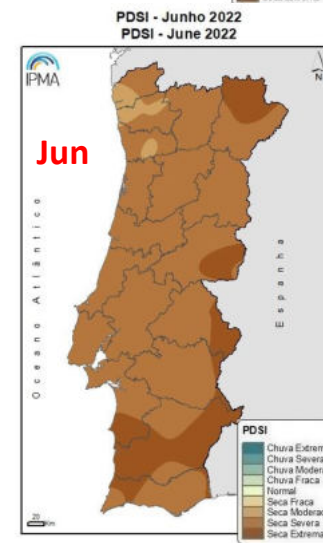 PDSI - Junho 2022
PDSI - June 2022
IPMA
N
Jun
Oceano Atlântico
Espanha
PDSI
Chuva Extrem
Chuva Severa
Chuva Modera
Chuva Fraca
Normal
Seca Fraca
Seca Moderad
Seca Severa
Seca Extrema
20
Km